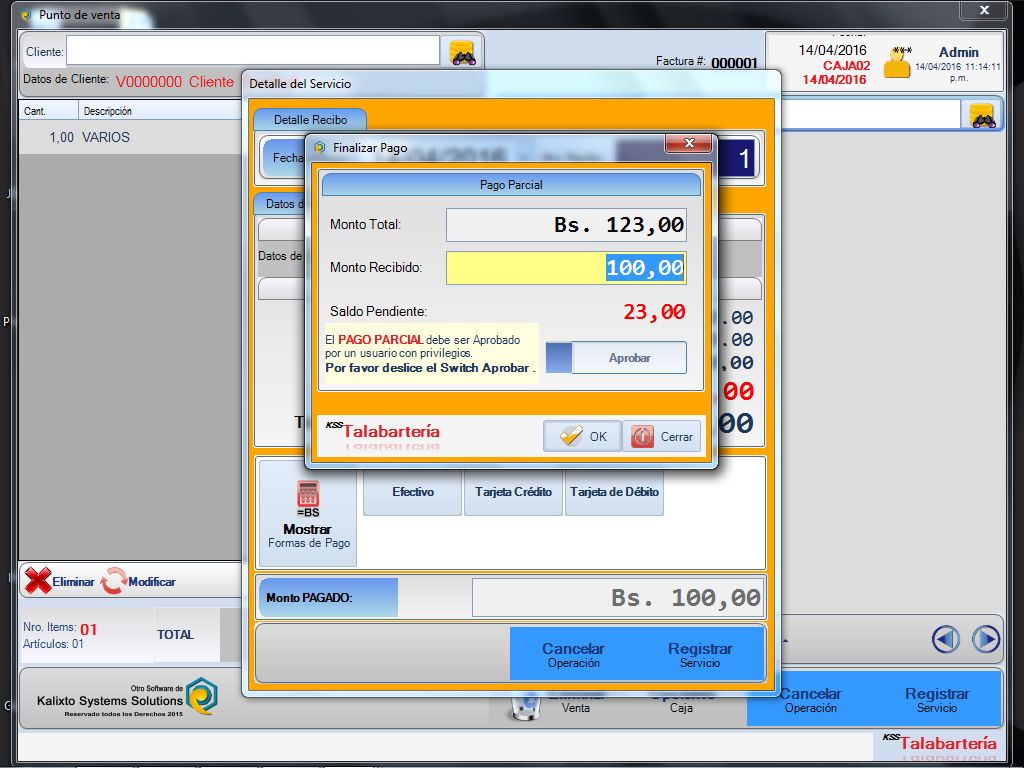 Punto de venta
Cliente:
Datos de Cliente: V0000000 Cliente
Factura #: 000001
14/04/2016
CAJA02
14/04/2016
***
Admin
14/04/2016 11:14:11
p.m.
Cant. Descripción
1,00 VARIOS
Detalle del Servicio
Detalle Recibo
Fecha
1
Datos d
Datos de
Finalizar Pago
Pago Parcial
Monto Total: Bs. 123,00
Monto Recibido: 100,00
Saldo Pendiente: 23,00
El PAGO PARCIAL debe ser Aprobado
por un usuario con privilegios.
Por favor deslice el Switch Aprobar .
Aprobar
KSS Talabartería
OK
Cerrar
.00
.00
,00
00
T
00
=BS
Mostrar
Formas de Pago
Efectivo
Tarjeta Crédito
Tarjeta de Débito
Monto PAGADO: Bs. 100,00
Cancelar
Operación
Registrar
Servicio
Eliminar
Modificar
Nro. Items: 01
Artículos: 01
TOTAL
Otro Software de
Kalixto Systems Solutions
Reservado todos los Derechos 2015
Venta
Caja
Cancelar
Operación
Registrar
Servicio
KSS Talabartería